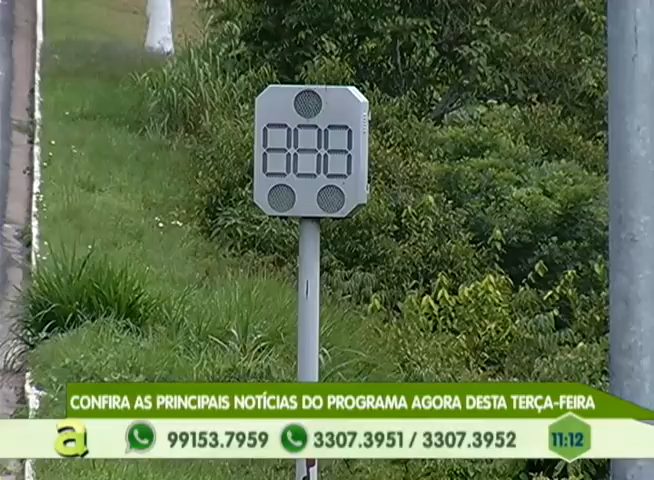 888
CONFIRA AS PRINCIPAIS NOTÍCIAS DO PROGRAMA AGORA DESTA TERÇA-FEIRA
a 99153.7959 3307.3951 / 3307.3952 11:12